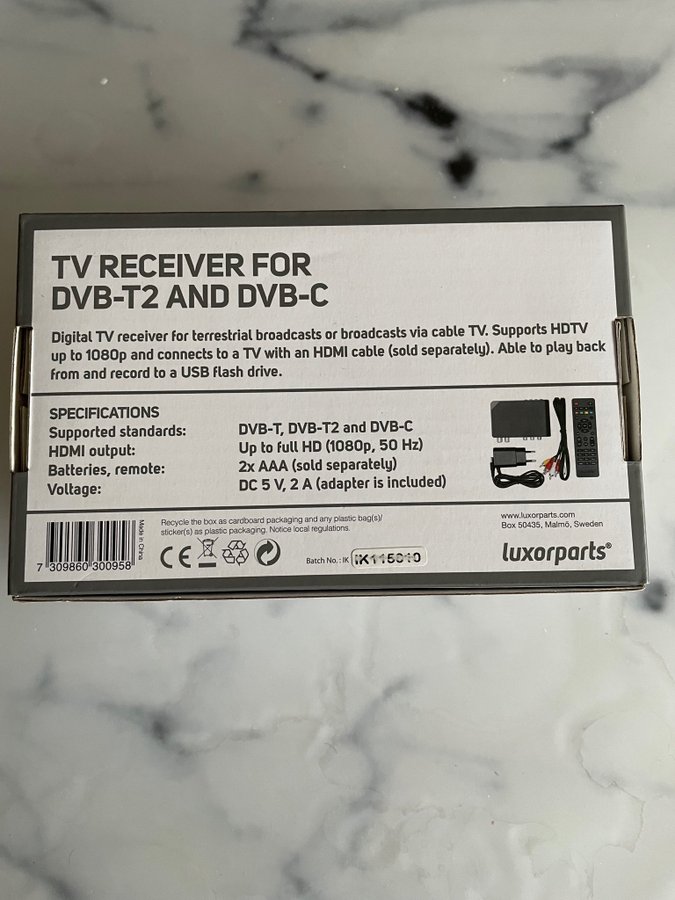 TV RECEIVER FOR
DVB-T2 AND DVB-C
Digital TV receiver for terrestrial broadcasts or broadcasts via cable TV. Supports HDTV
up to 1080p and connects to a TV with an HDMI cable (sold separately). Able to play back
from and record to a USB flash drive.
SPECIFICATIONS
Supported standards: DVB-T, DVB-T2 and DVB-C
HDMI output: Up to full HD (1080p, 50 Hz)
Batteries, remote: 2x AAA (sold separately)
Voltage: DC 5 V, 2 A (adapter is included)
7 309860 300958
Made in China
Recycle the box as cardboard packaging and any plastic bag(s)/
sticker(s) as plastic packaging. Notice local regulations.
CE
Batch No.: IK
www.luxorparts.com
Box 50435, Malmö, Sweden
luxorparts®